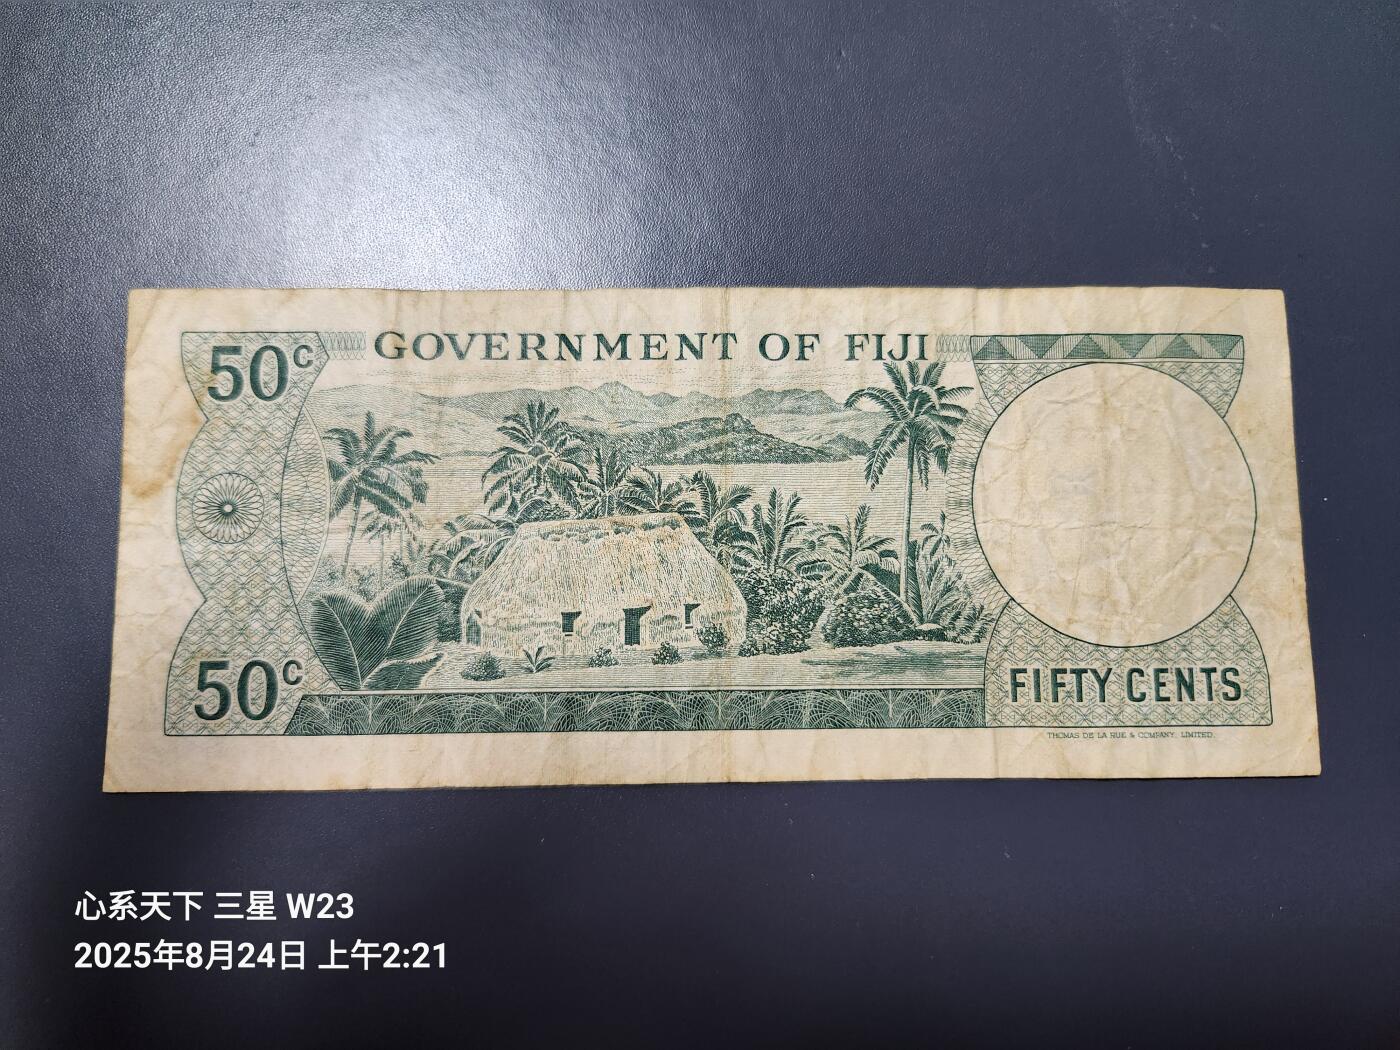 50c
GOVERNMENT OF FIJI
50c
FIFTY CENTS
THOMAS DE LA RUE & COMPANY, LIMITED.
心系天下 三星 W23
2025年8月24日 上午2:21